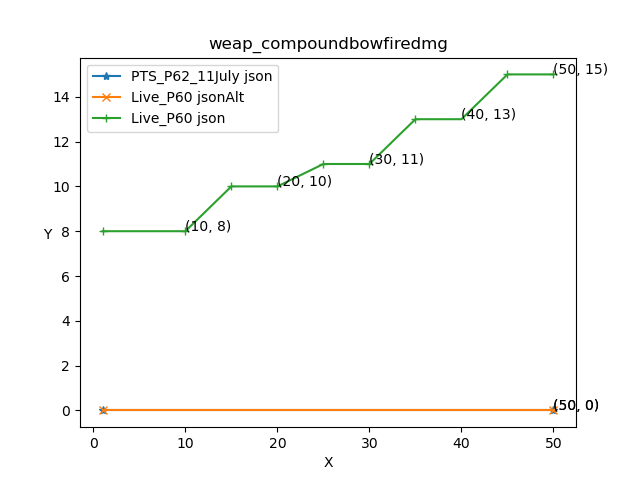 weap_compoundbowfiredmg
PTS_P62_11July json
Live_P60 jsonAlt
Live_P60 json
(50, 15)
(40, 13)
(30, 11)
(20, 10)
(10, 8)
(50, 0)
14
12
10
8
6
4
2
0
Y
0 10 20 30 40 50
X